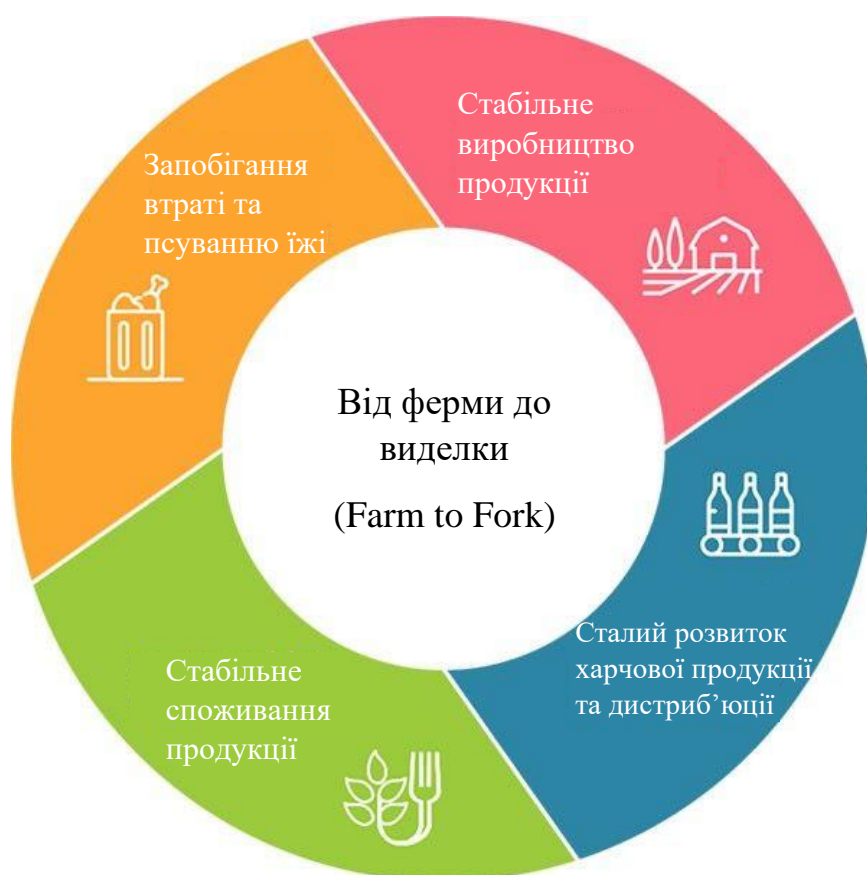 Стабільне
виробництво
продукції
Запобігання
втраті та
псуванню їжі
Від ферми до
виделки
(Farm to Fork)
Сталий розвиток
харчової продукції
та дистриб’юції
Стабільне
споживання
продукції